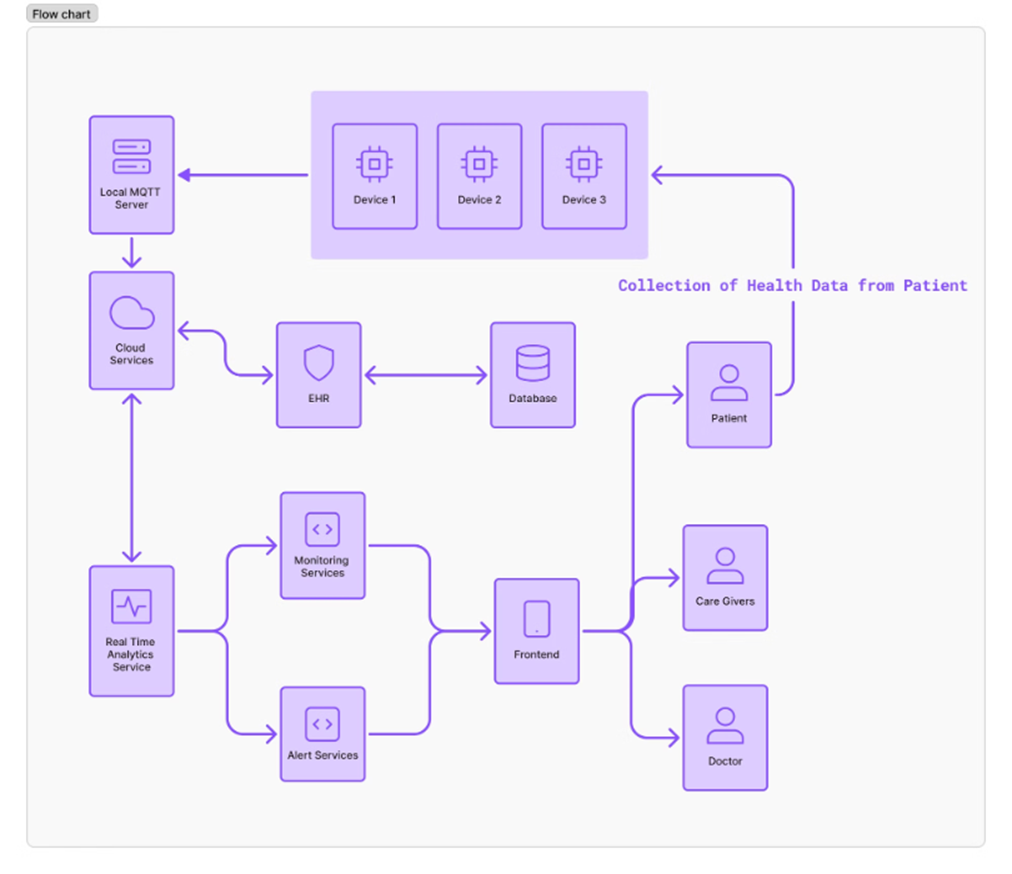 Flow chart
Device 1
Device 2
Device 3
Local MQTT
Server
Collection of Health Data from Patient
Cloud
Services
EHR
Database
Patient
Monitoring
Services
Care Givers
Real Time
Analytics
Service
Frontend
Alert Services
Doctor